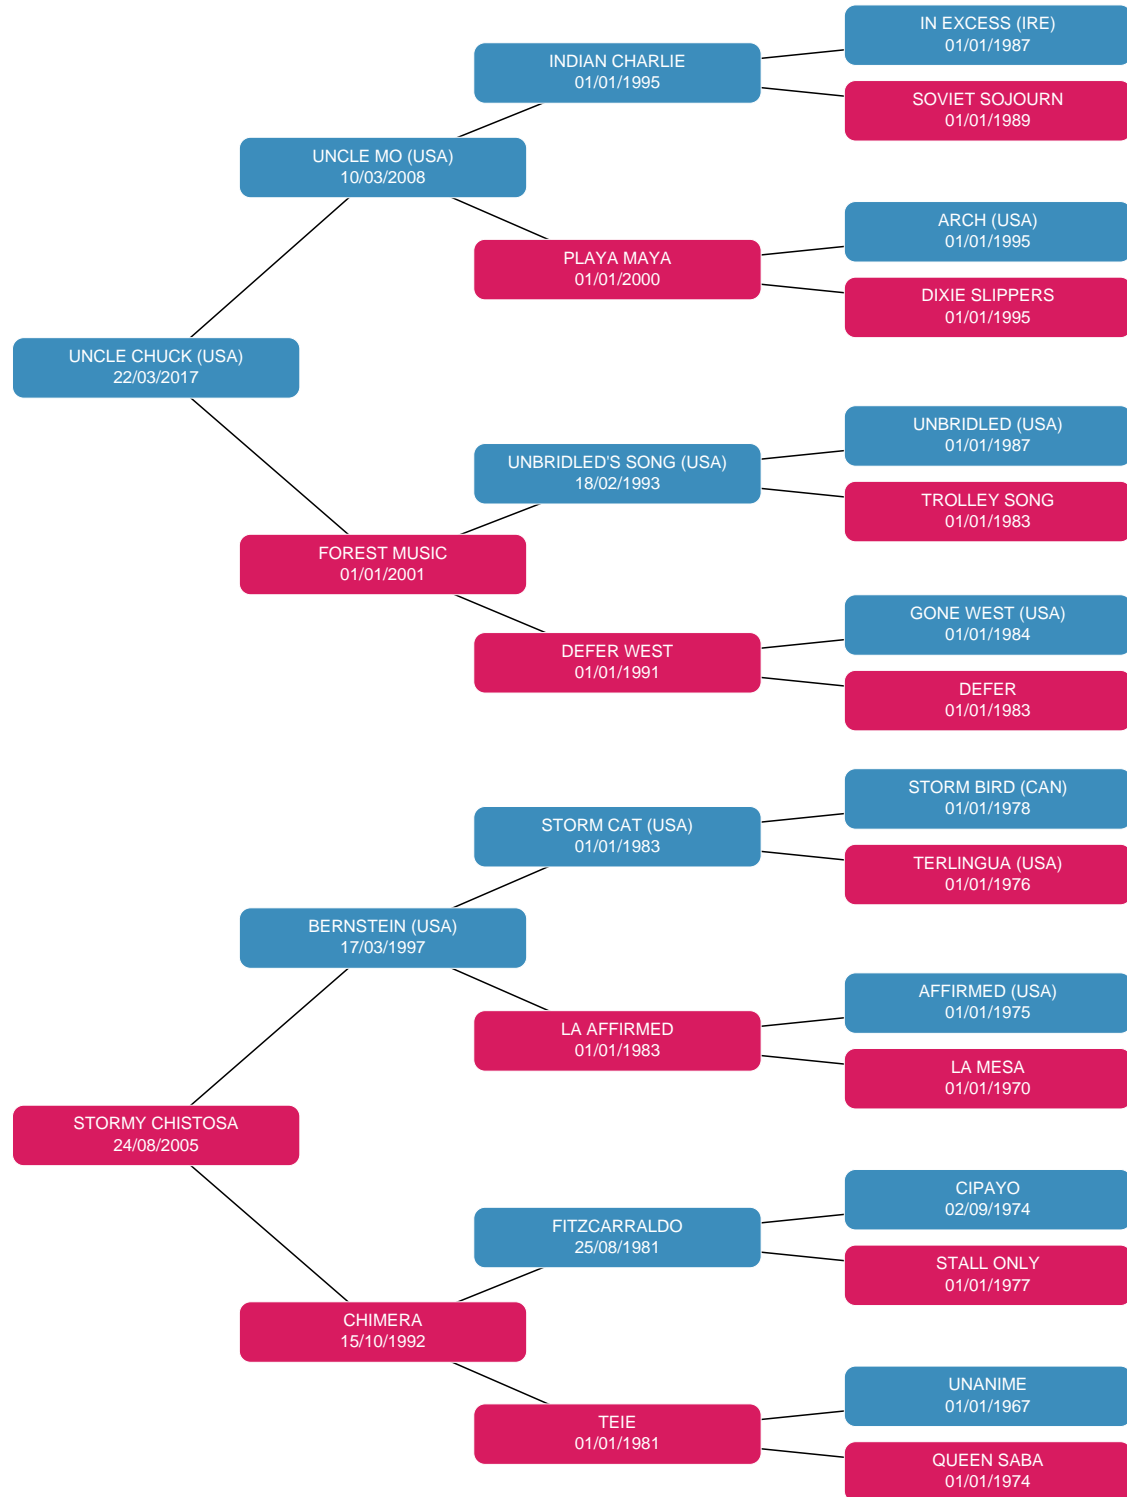 IN EXCESS (IRE)
01/01/1987
INDIAN CHARLIE
01/01/1995
SOVIET SOJOURN
01/01/1989
UNCLE MO (USA)
10/03/2008
ARCH (USA)
01/01/1995
PLAYA MAYA
01/01/2000
DIXIE SLIPPERS
01/01/1995
UNCLE CHUCK (USA)
22/03/2017
UNBRIDLED (USA)
01/01/1987
UNBRIDLED'S SONG (USA)
18/02/1993
TROLLEY SONG
01/01/1983
FOREST MUSIC
01/01/2001
GONE WEST (USA)
01/01/1984
DEFER WEST
01/01/1991
DEFER
01/01/1983
STORM BIRD (CAN)
01/01/1978
STORM CAT (USA)
01/01/1983
TERLINGUA (USA)
01/01/1976
BERNSTEIN (USA)
17/03/1997
AFFIRMED (USA)
01/01/1975
LA AFFIRMED
01/01/1983
LA MESA
01/01/1970
STORMY CHISTOSA
24/08/2005
CIPAYO
02/09/1974
FITZCARRALDO
25/08/1981
STALL ONLY
01/01/1977
CHIMERA
15/10/1992
UNANIME
01/01/1967
TEIE
01/01/1981
QUEEN SABA
01/01/1974